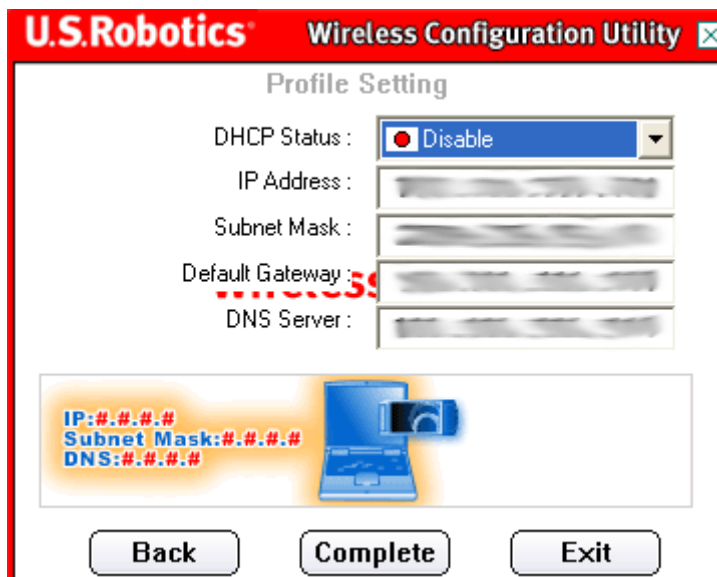 U.S.Robotics Wireless Configuration Utility
Profile Setting
DHCP Status : Disable
IP Address :
Subnet Mask :
Default Gateway :
DNS Server :
IP:#.#.#.#
Subnet Mask:#.#.#.#
DNS:#.#.#.#
Back Complete Exit